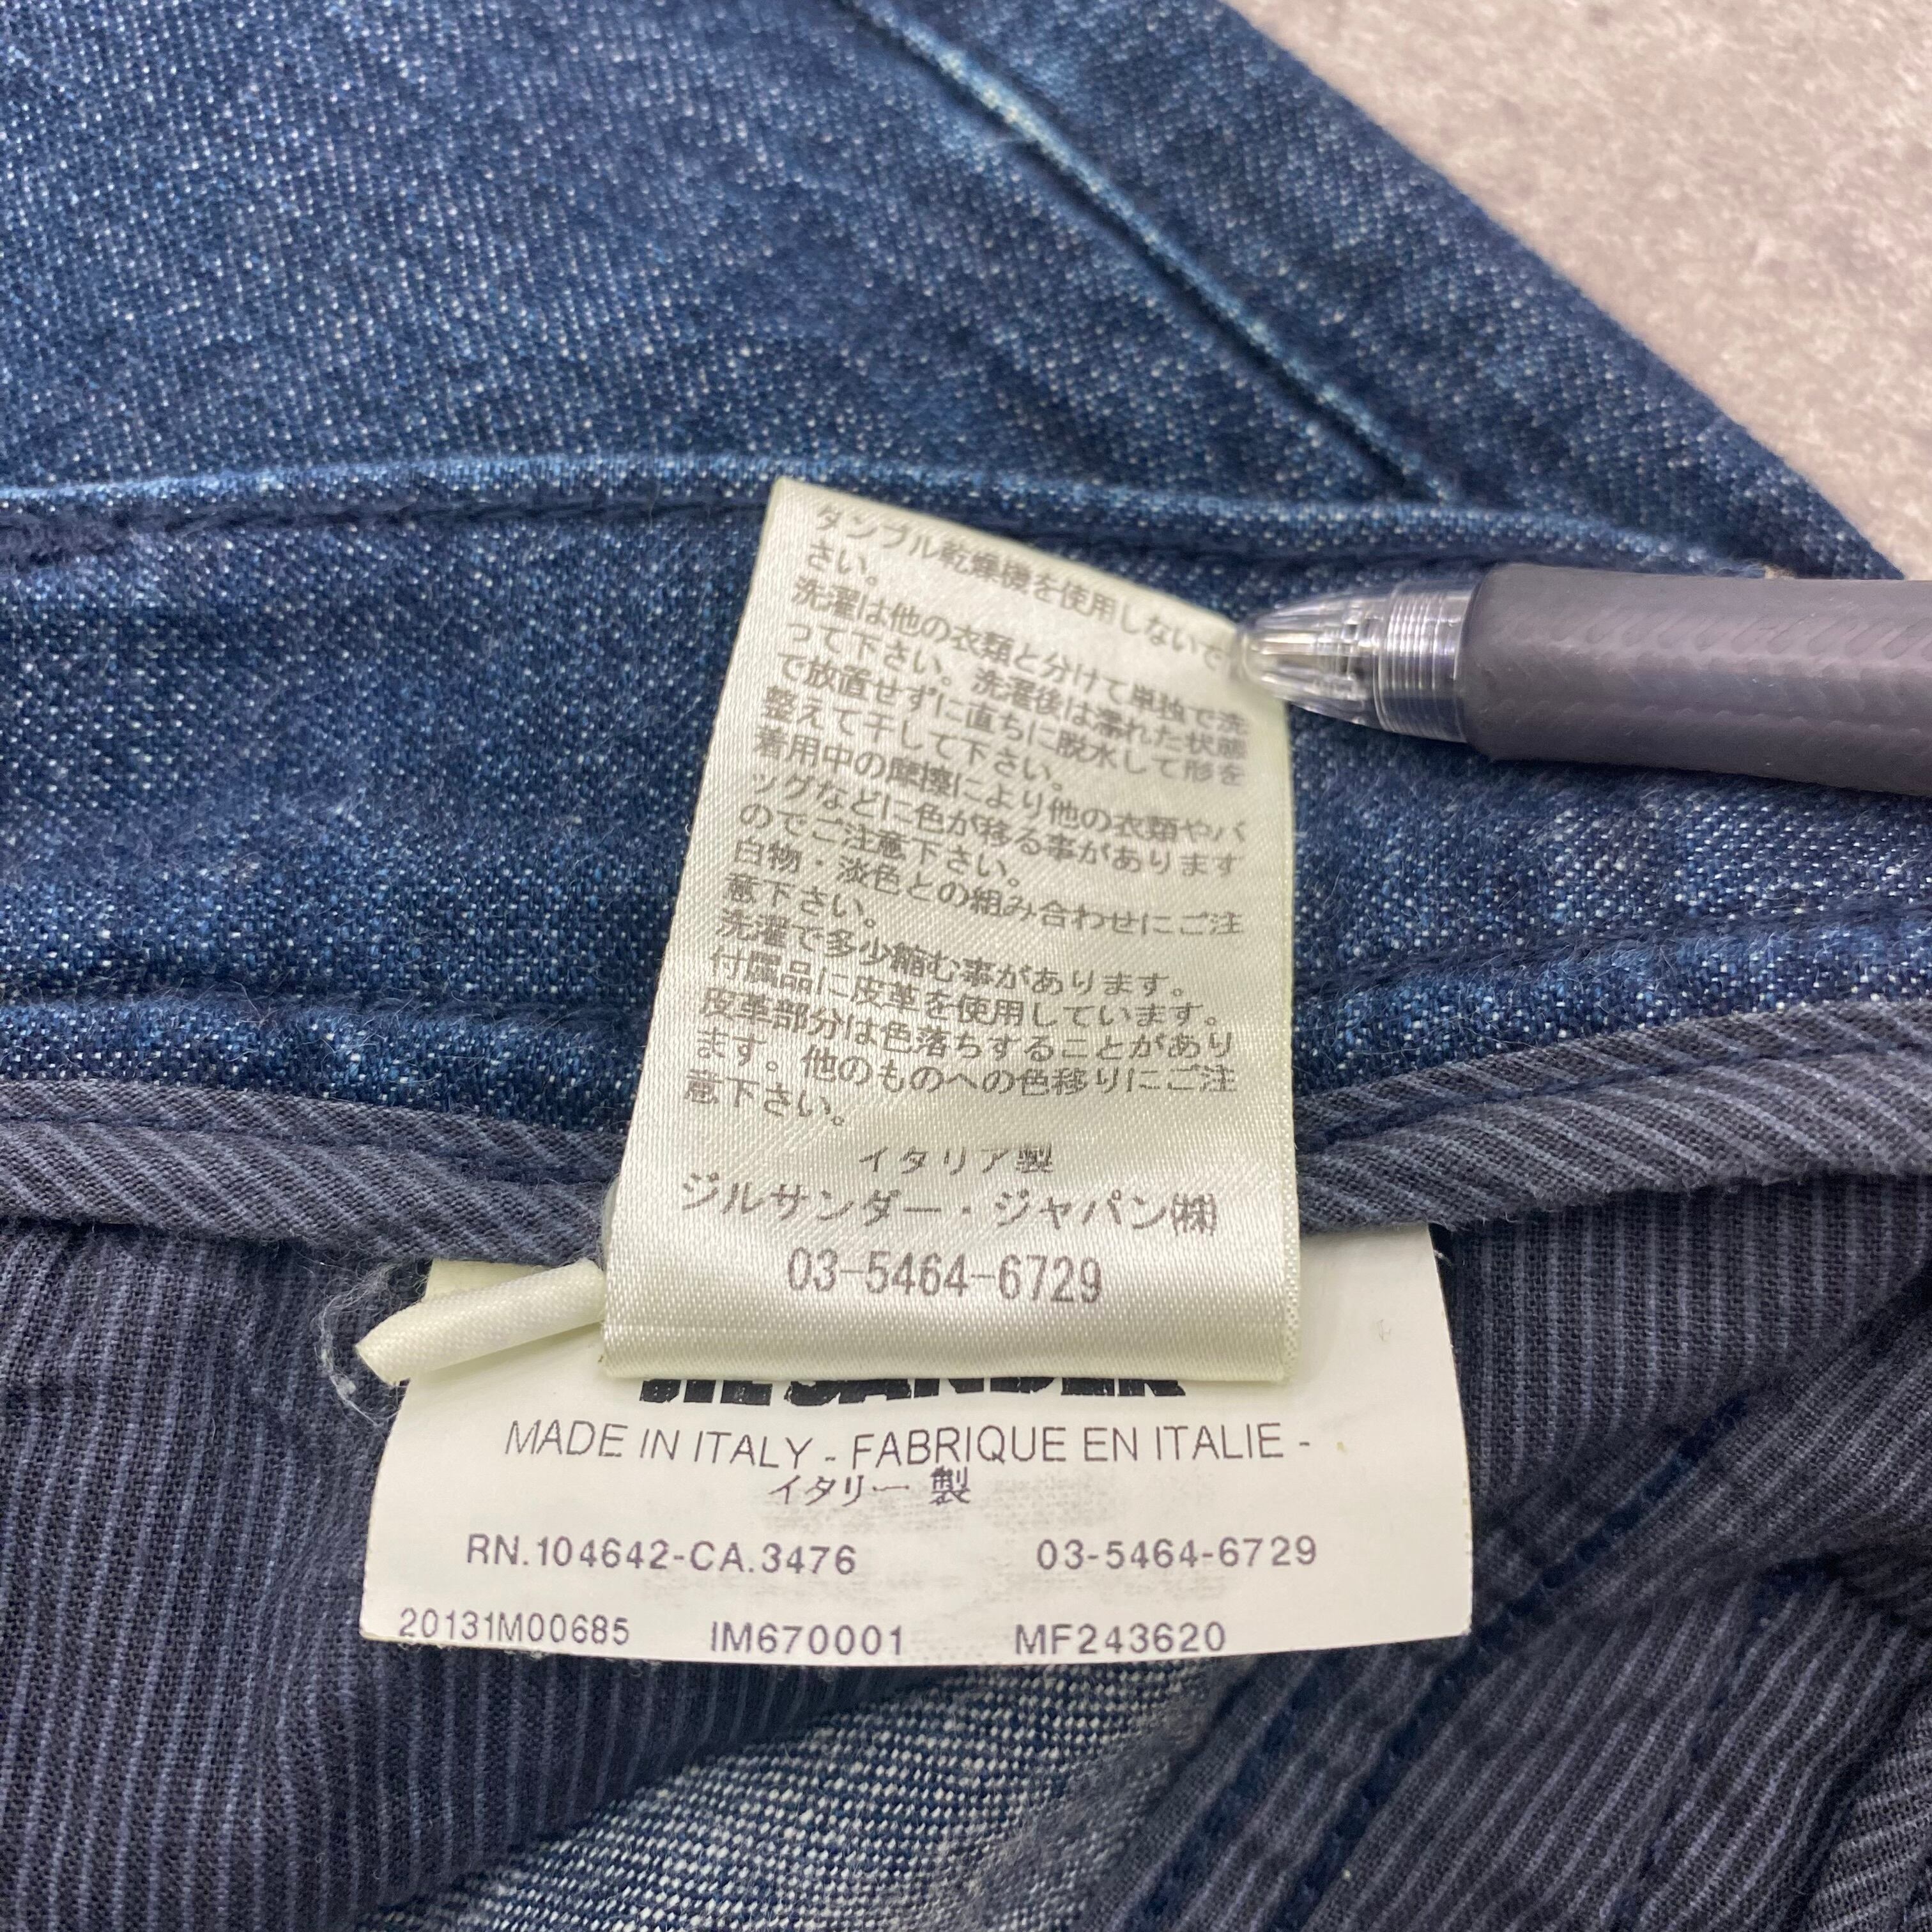 タンブル乾燥機を使用しないで
さい。
洗濯は他の衣類と分けて単独で洗
って下さい。洗濯後は濡れた状態
で放置せずに直ちに脱水して形を
整えて干して下さい。
着用中の摩擦により他の衣類やバ
ッグなどに色が移る事があります
のでご注意下さい。
白物・淡色との組み合わせにご注
意下さい。
洗濯で多少縮む事があります。
付属品に皮革を使用しています。
皮革部分は色落ちすることがあり
ます。他のものへの色移りにご注
意下さい。
イタリア製
ジルサンダー・ジャパン㈱
03-5464-6729
JIL SANDER
MADE IN ITALY - FABRIQUE EN ITALIE -
イタリー 製
RN.104642-CA.3476 03-5464-6729
20131M00685 IM670001 MF243620